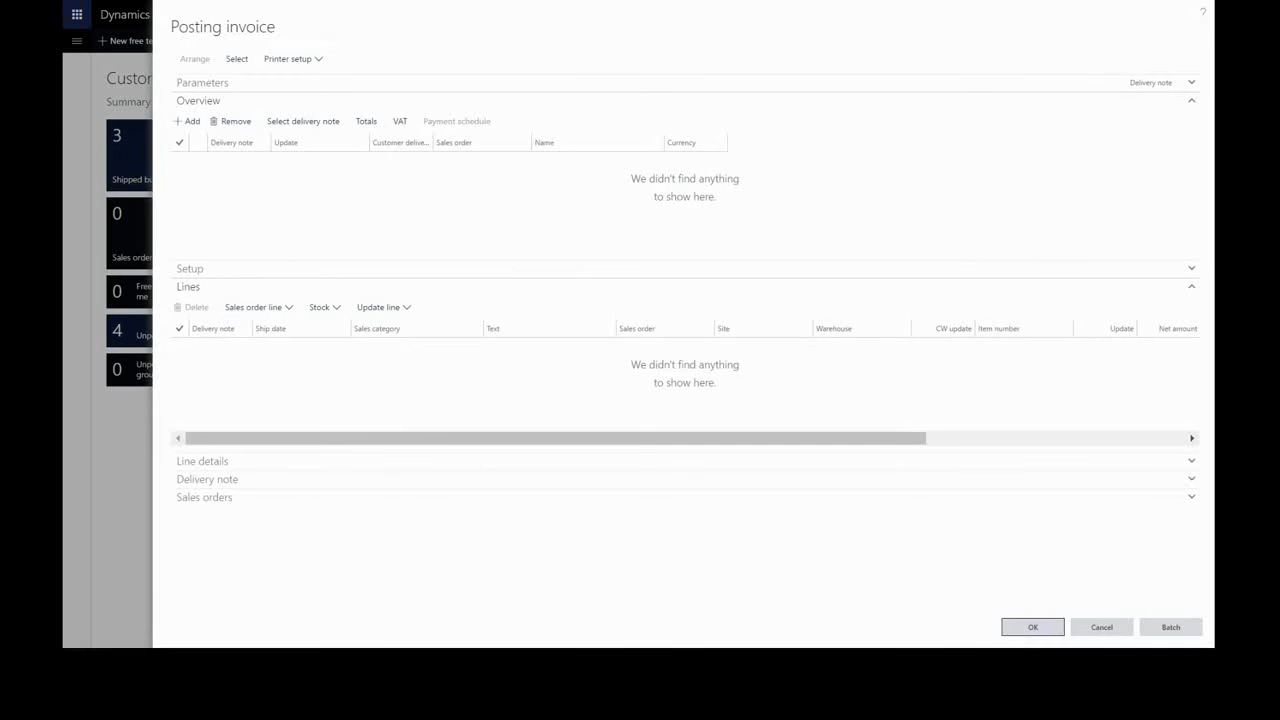 Dynamics
?
Posting invoice
+ New free te
Arrange Select Printer setup
Custor
Parameters Delivery note
Summary
Overview
+ Add Remove Select delivery note Totals VAT Payment schedule
3
Delivery note Update Customer delive... Sales order Name Currency
Shipped bu
We didn't find anything
to show here.
0
Sales order
Setup
Lines
0 Free
me
Delete Sales order line Stock Update line
4 Unp
Delivery note Ship date Sales category Text Sales order Site Warehouse CW update Item number Update Net amount
0 Unp
grou
We didn't find anything
to show here.
Line details
Delivery note
Sales orders
OK Cancel Batch